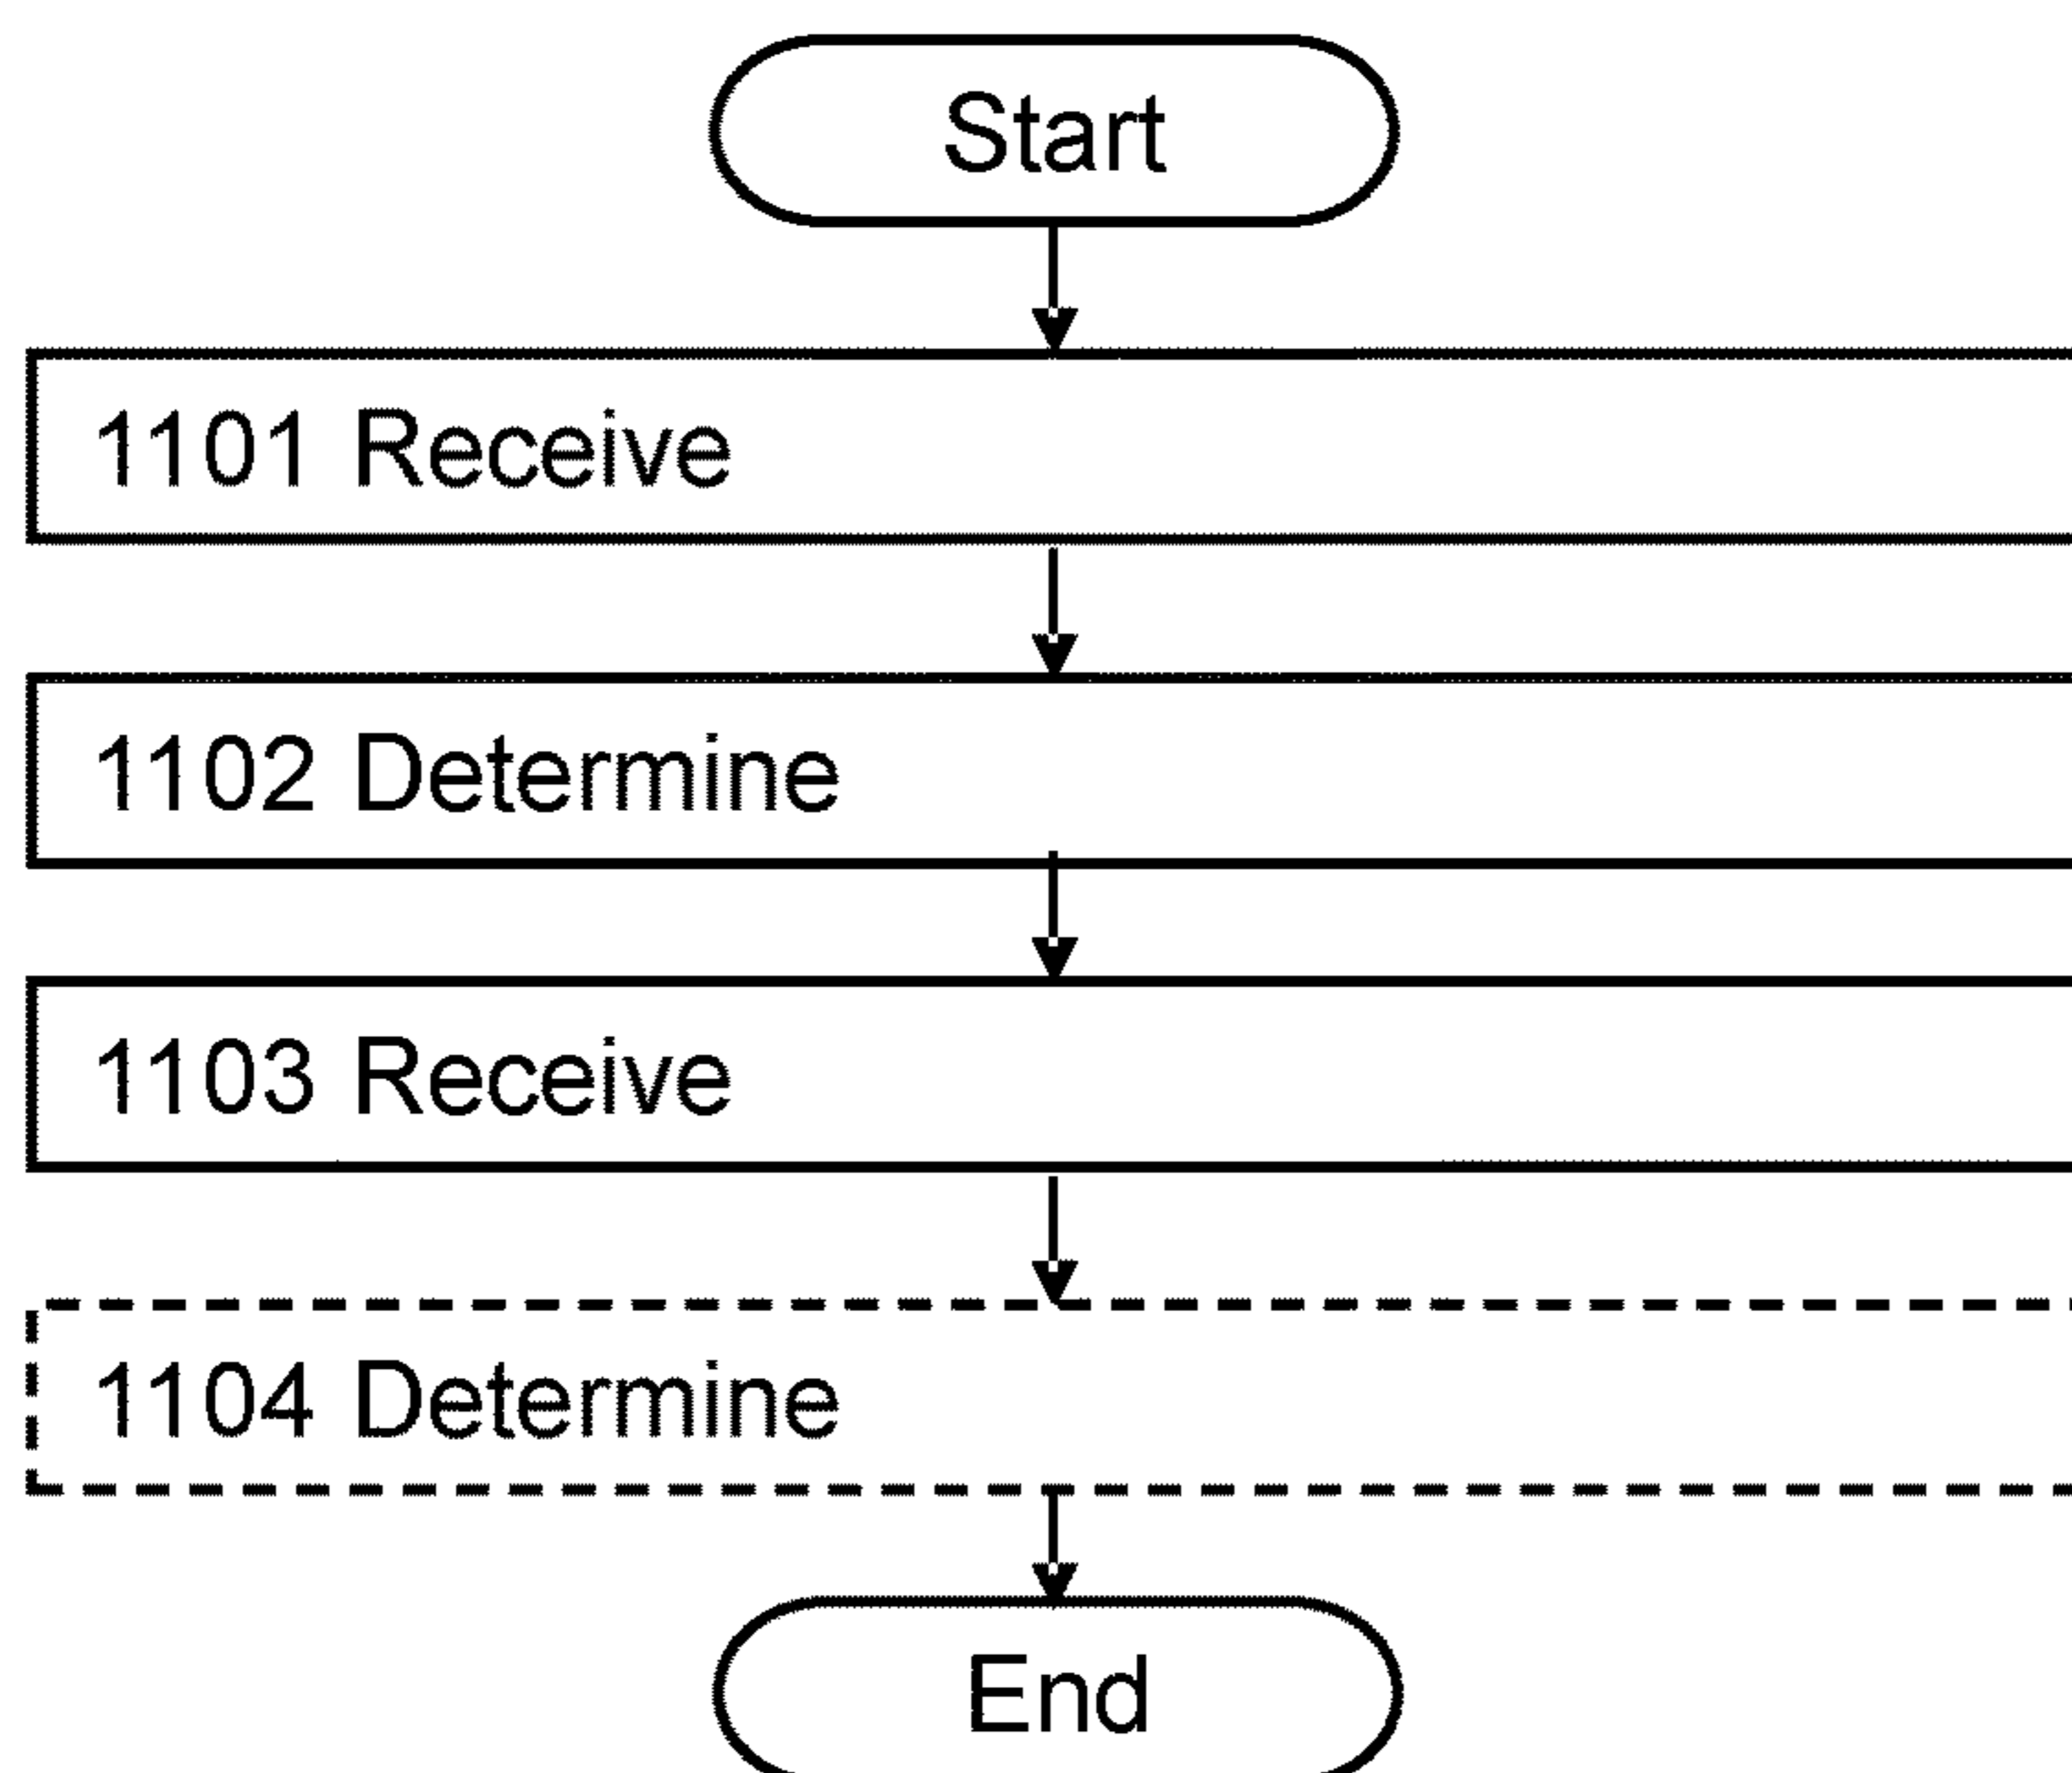 Start
1101 Receive
1102 Determine
1103 Receive
1104 Determine
End